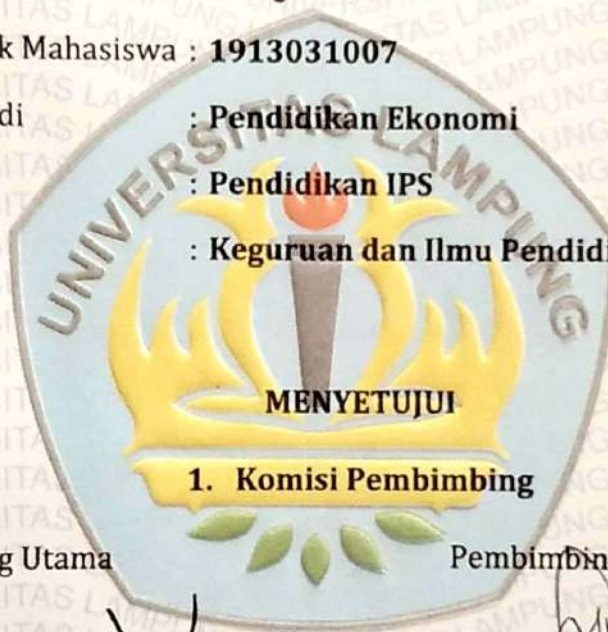 k Mahasiswa : 1913031007
di : Pendidikan Ekonomi
: Pendidikan IPS
: Keguruan dan Ilmu Pendidi
UNIVERSITAS LAMPUNG
MENYETUJUI
1. Komisi Pembimbing
g Utama Pembimbin